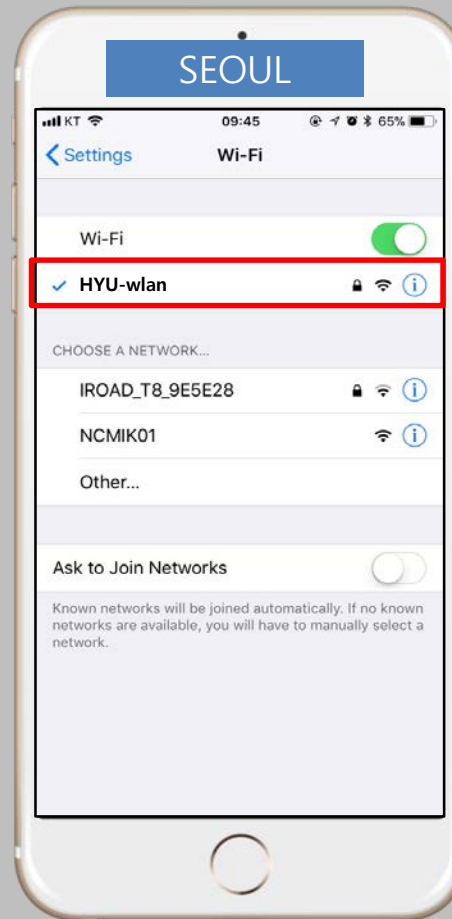 SEOUL
KT 09:45 65%
Settings Wi-Fi
Wi-Fi
HYU-wlan
CHOOSE A NETWORK...
IROAD_T8_9E5E28
NCMIK01
Other...
Ask to Join Networks
Known networks will be joined automatically. If no known
networks are available, you will have to manually select a
network.